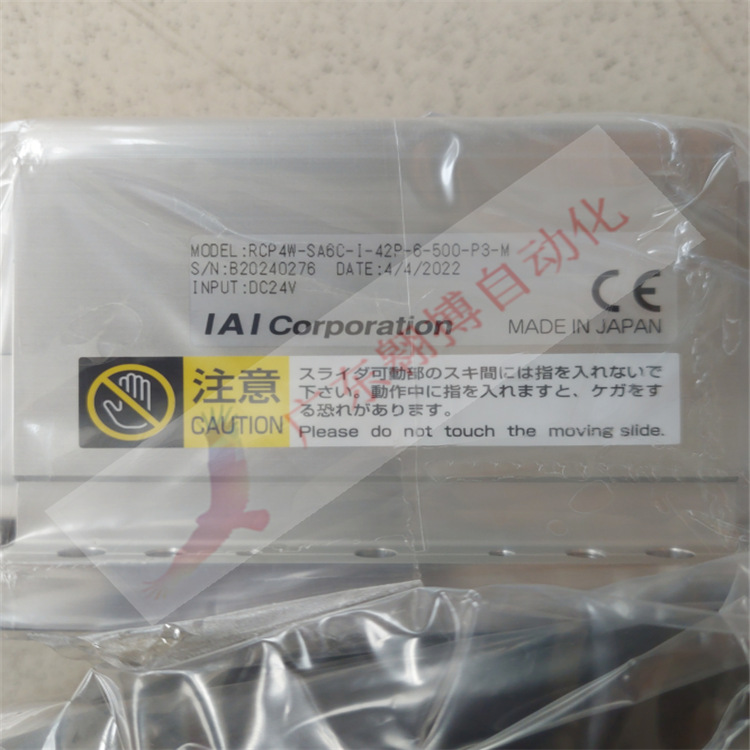 MODEL:RCP4W-SA6C-I-42P-6-500-P3-M
S/N:B20240276 DATE:4/4/2022
INPUT:DC24V
CE
IAI Corporation
MADE IN JAPAN
注意
CAUTION
スライダ可動部のスキ間には指を入れないで
下さい。動作中に指を入れますと、ケガをす
る恐れがあります。
Please do not touch the moving slide.
广东翱搏自动化